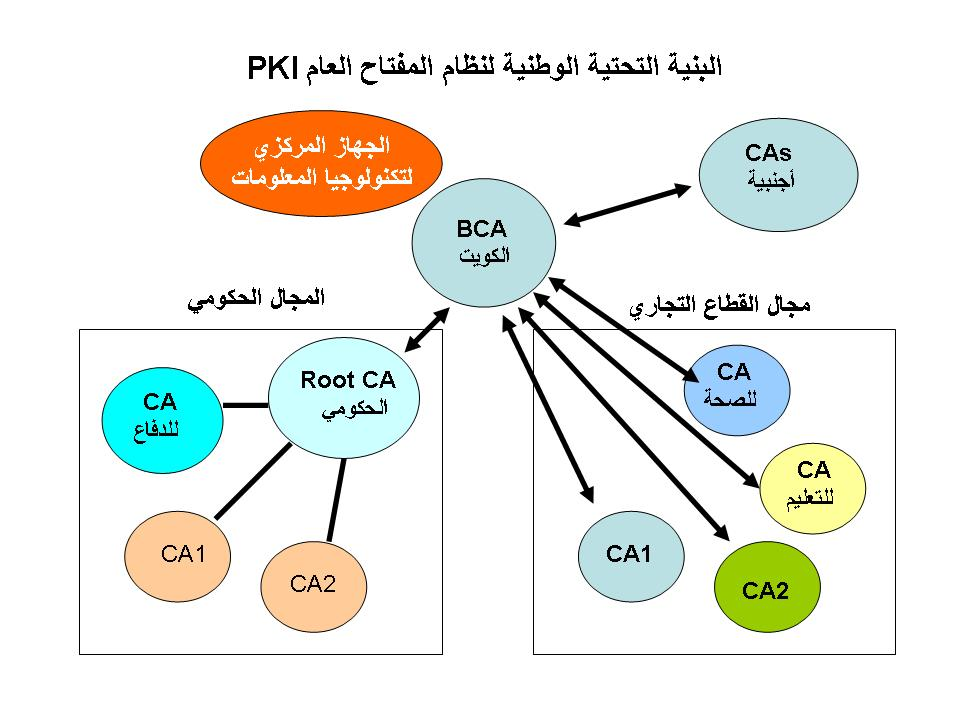 البنية التحتية الوطنية لنظام المفتاح العام PKI
الجهاز المركزي
لتكنولوجيا المعلومات
CAs
أجنبية
BCA
الكويت
المجال الحكومي
مجال القطاع التجاري
Root CA
الحكومي
CA
للدفاع
CA1
CA2
CA
للصحة
CA
للتعليم
CA1
CA2